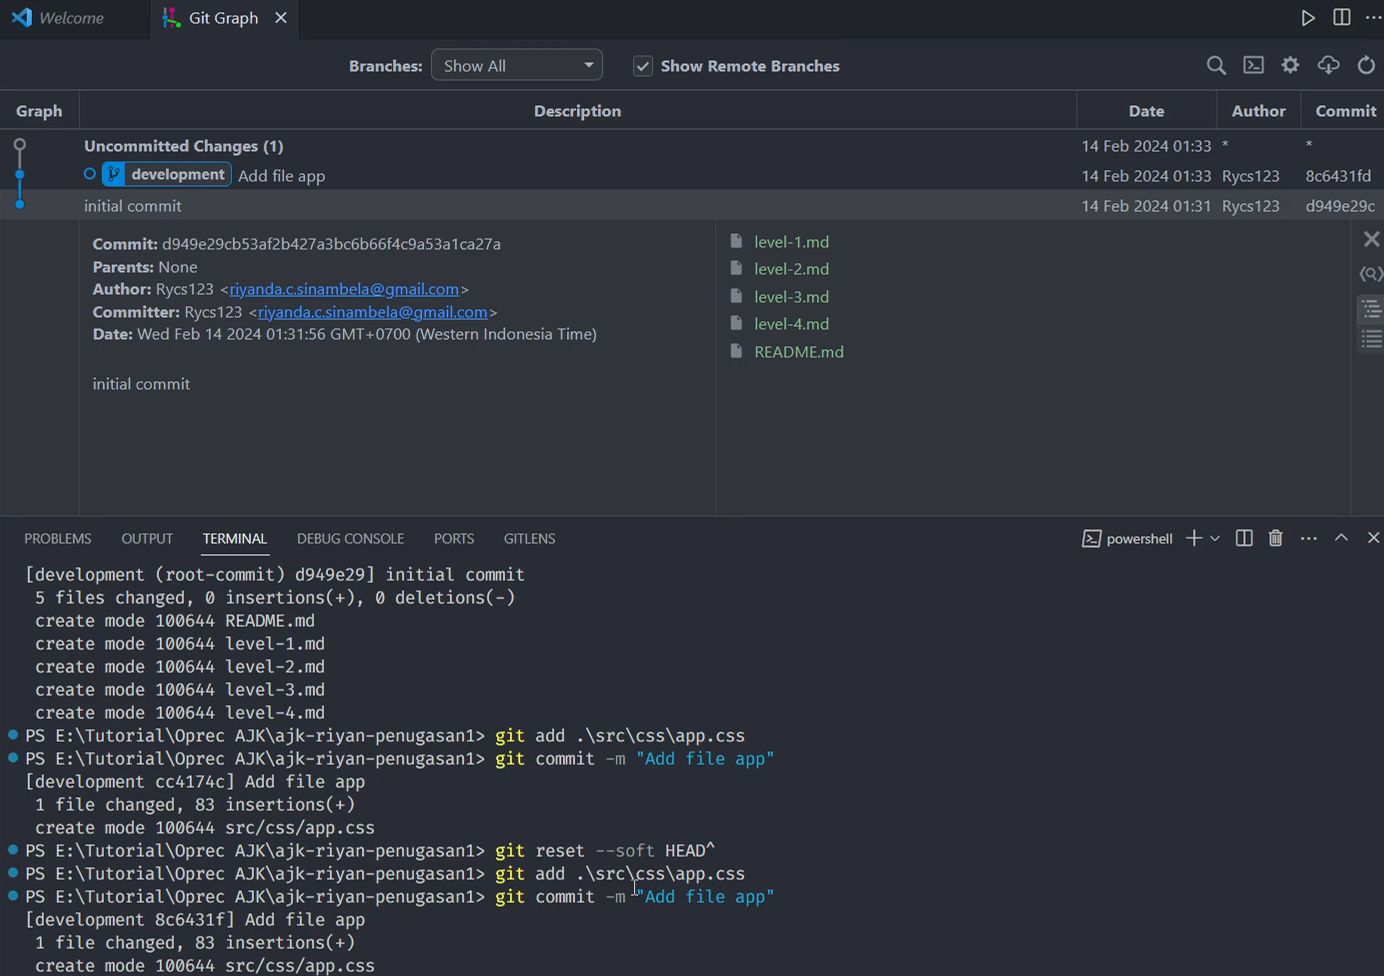 Welcome Git Graph
Branches: Show All Show Remote Branches
Graph Description Date Author Commit
Uncommitted Changes (1) 14 Feb 2024 01:33 * *
development Add file app 14 Feb 2024 01:33 Rycs123 8c6431fd
initial commit 14 Feb 2024 01:31 Rycs123 d949e29c
Commit: d949e29cb53af2b427a3bc6b66f4c9a53a1ca27a
Parents: None
Author: Rycs123 <riyanda.c.sinambela@gmail.com>
Committer: Rycs123 <riyanda.c.sinambela@gmail.com>
Date: Wed Feb 14 2024 01:31:56 GMT+0700 (Western Indonesia Time)
initial commit
level-1.md
level-2.md
level-3.md
level-4.md
README.md
PROBLEMS OUTPUT TERMINAL DEBUG CONSOLE PORTS GITLENS powershell
[development (root-commit) d949e29] initial commit
5 files changed, 0 insertions(+), 0 deletions(-)
create mode 100644 README.md
create mode 100644 level-1.md
create mode 100644 level-2.md
create mode 100644 level-3.md
create mode 100644 level-4.md
PS E:\Tutorial\Oprec AJK\ajk-riyan-penugasan1> git add .\src\css\app.css
PS E:\Tutorial\Oprec AJK\ajk-riyan-penugasan1> git commit -m "Add file app"
[development cc4174c] Add file app
1 file changed, 83 insertions(+)
create mode 100644 src/css/app.css
PS E:\Tutorial\Oprec AJK\ajk-riyan-penugasan1> git reset --soft HEAD^
PS E:\Tutorial\Oprec AJK\ajk-riyan-penugasan1> git add .\src\css\app.css
PS E:\Tutorial\Oprec AJK\ajk-riyan-penugasan1> git commit -m "Add file app"
[development 8c6431f] Add file app
1 file changed, 83 insertions(+)
create mode 100644 src/css/app.css